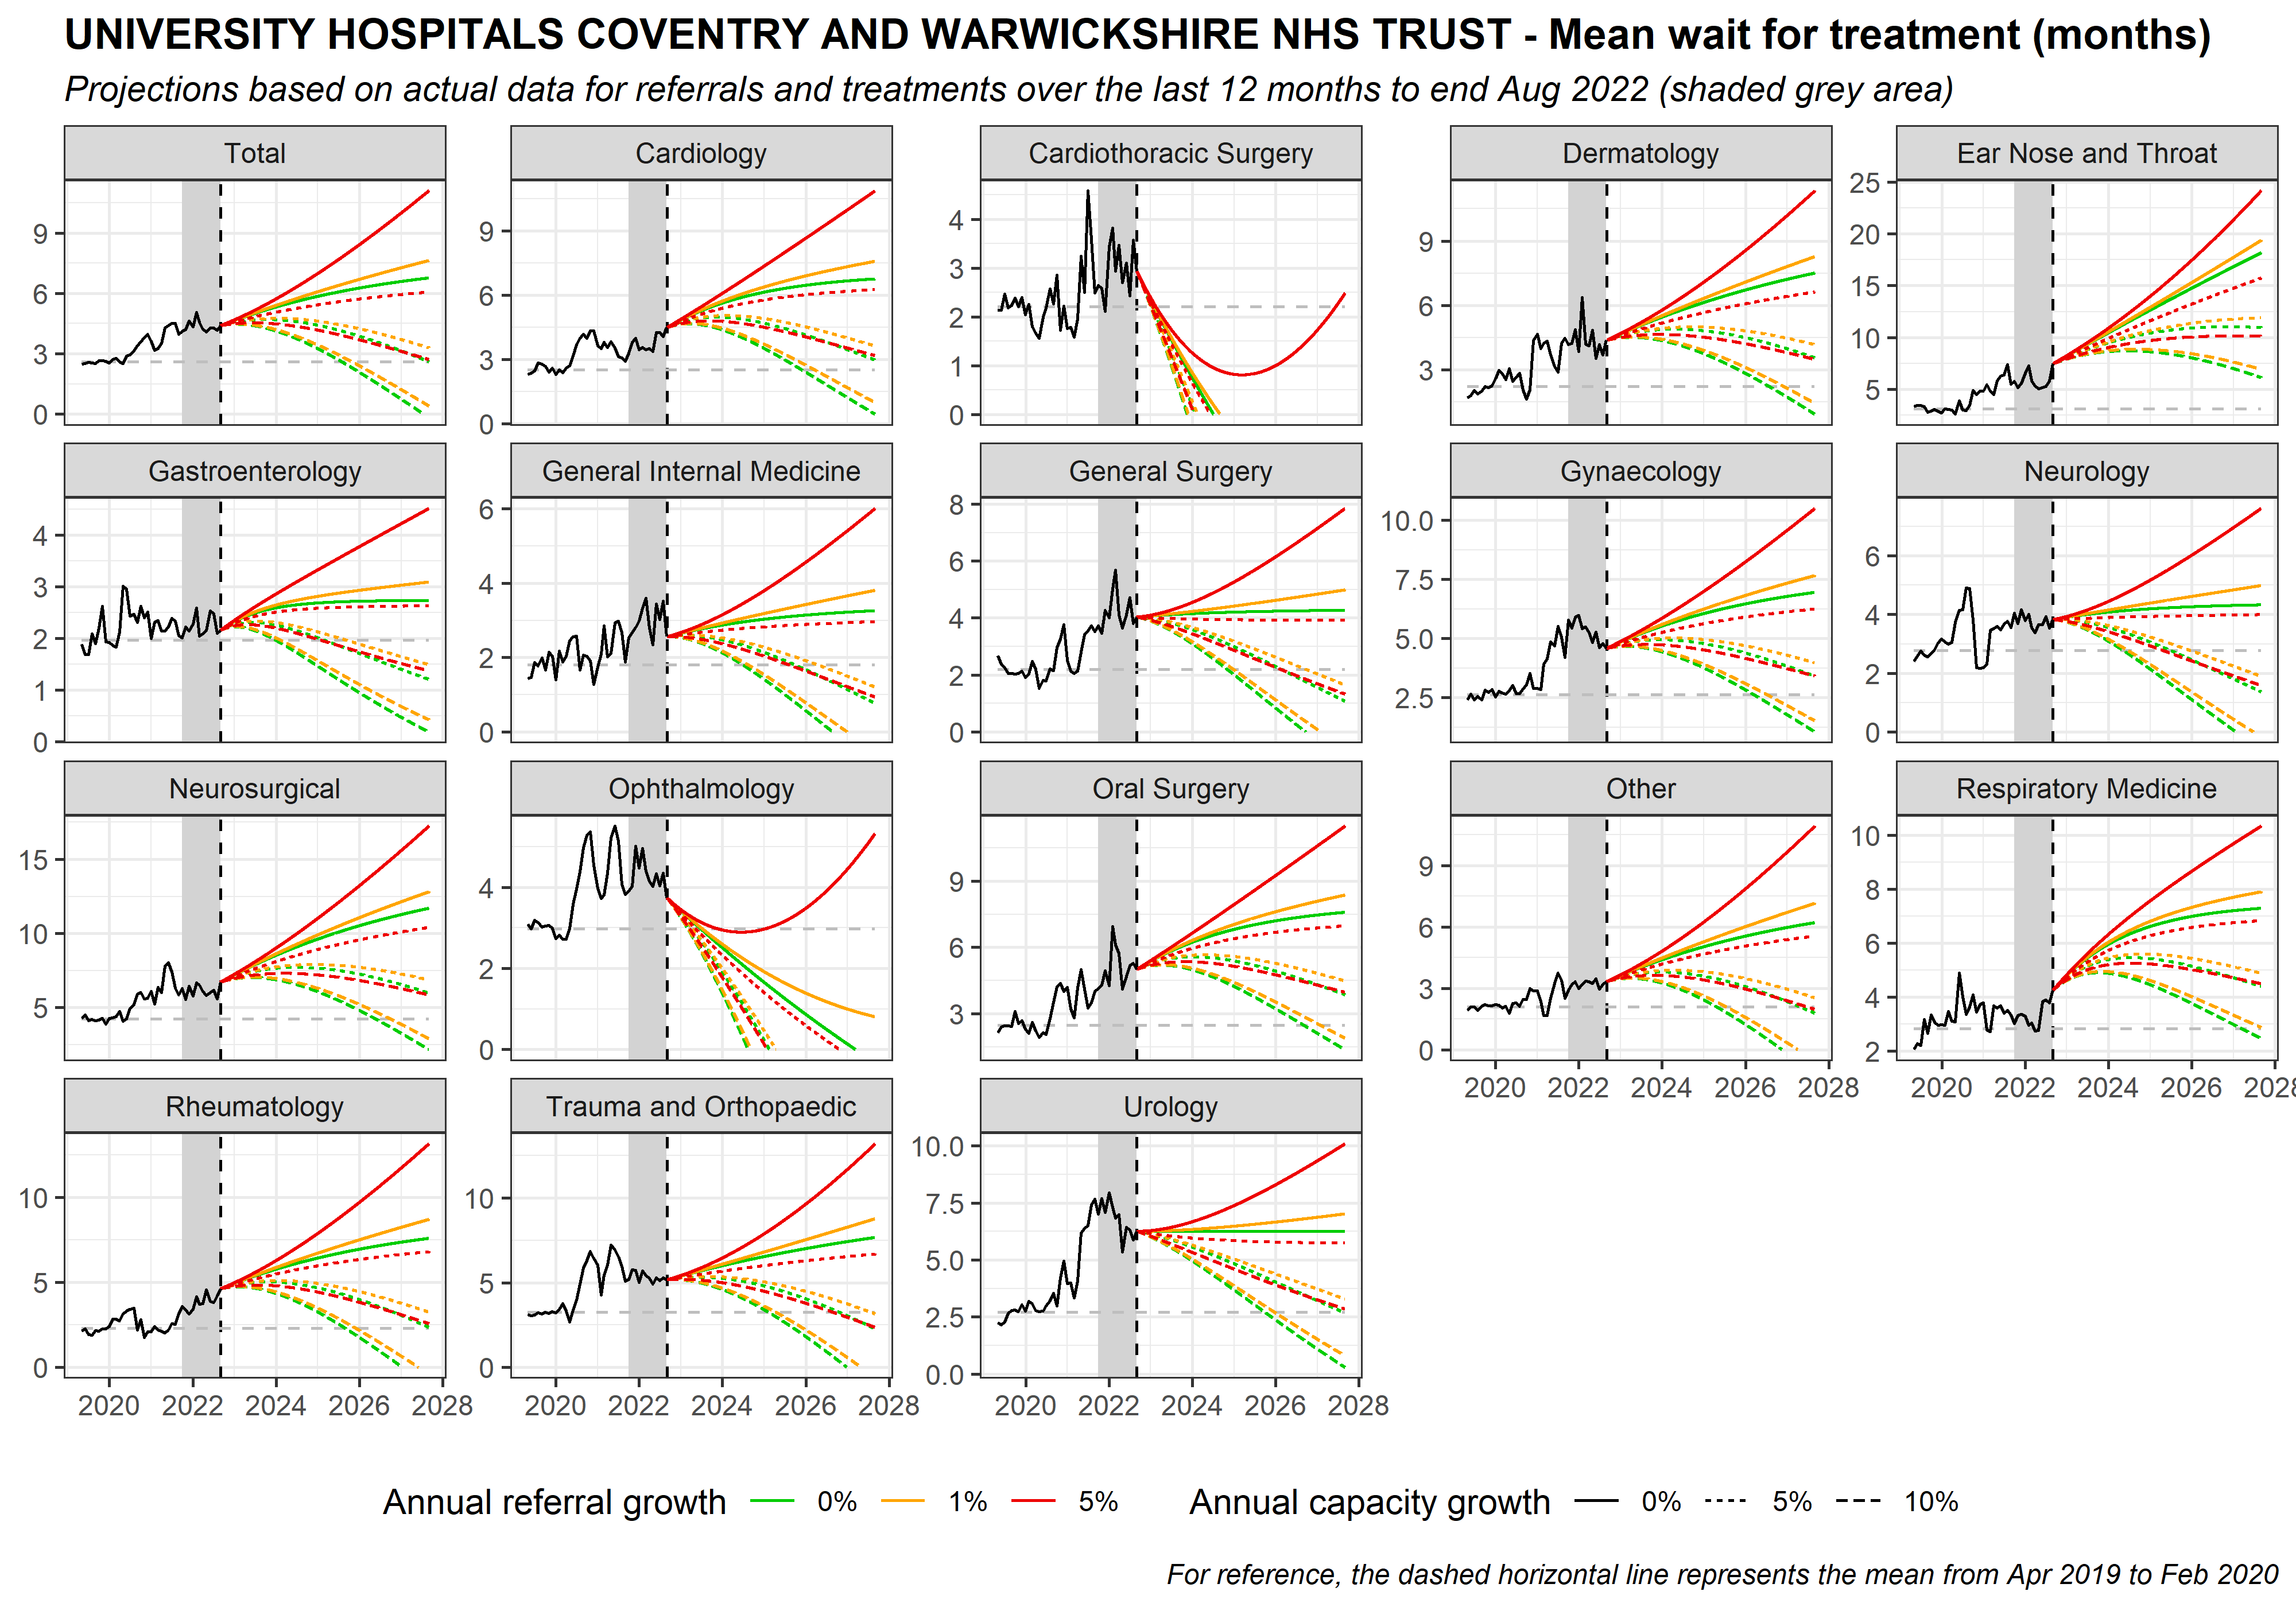 UNIVERSITY HOSPITALS COVENTRY AND WARWICKSHIRE NHS TRUST - Mean wait for treatment (months)
Projections based on actual data for referrals and treatments over the last 12 months to end Aug 2022 (shaded grey area)
Total Cardiology Cardiothoracic Surgery Dermatology Ear Nose and Throat
9 6 3 0
9 6 3 0
4 3 2 1 0
9 6 3
25 20 15 10 5
Gastroenterology General Internal Medicine General Surgery Gynaecology Neurology
4 3 2 1 0
6 4 2 0
8 6 4 2 0
10.0 7.5 5.0 2.5
6 4 2 0
Neurosurgical Ophthalmology Oral Surgery Other Respiratory Medicine
15 10 5
4 2 0
9 6 3
9 6 3 0
10 8 6 4 2
2020 2022 2024 2026 2028
2020 2022 2024 2026 2028
Rheumatology Trauma and Orthopaedic Urology
10 5 0
10 5 0
10.0 7.5 5.0 2.5 0.0
2020 2022 2024 2026 2028
2020 2022 2024 2026 2028
2020 2022 2024 2026 2028
Annual referral growth 0% 1% 5% Annual capacity growth 0% 5% 10%
For reference, the dashed horizontal line represents the mean from Apr 2019 to Feb 2020